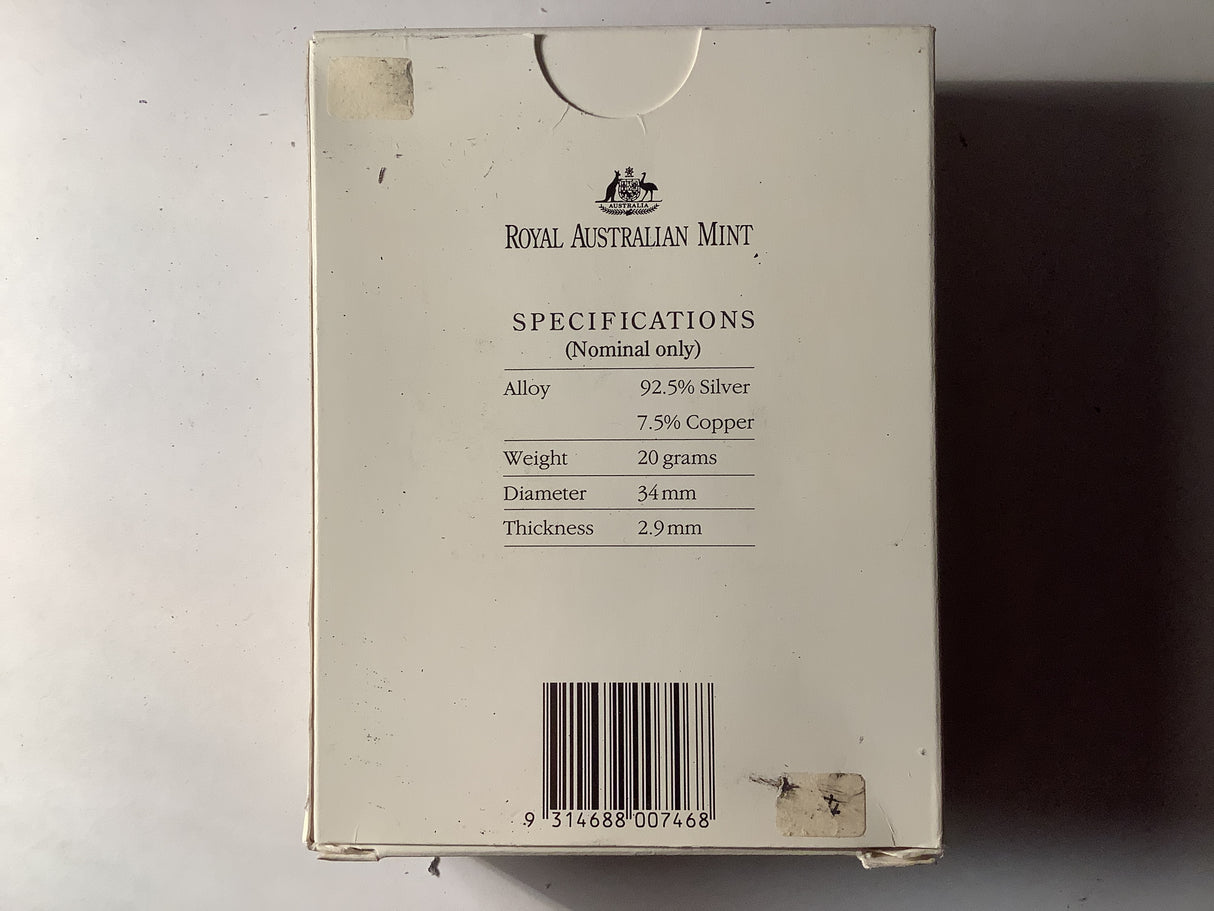 AUSTRALIA
ROYAL AUSTRALIAN MINT
SPECIFICATIONS
(Nominal only)
Alloy 92.5% Silver
7.5% Copper
Weight 20 grams
Diameter 34mm
Thickness 2.9mm
9 314688 007468